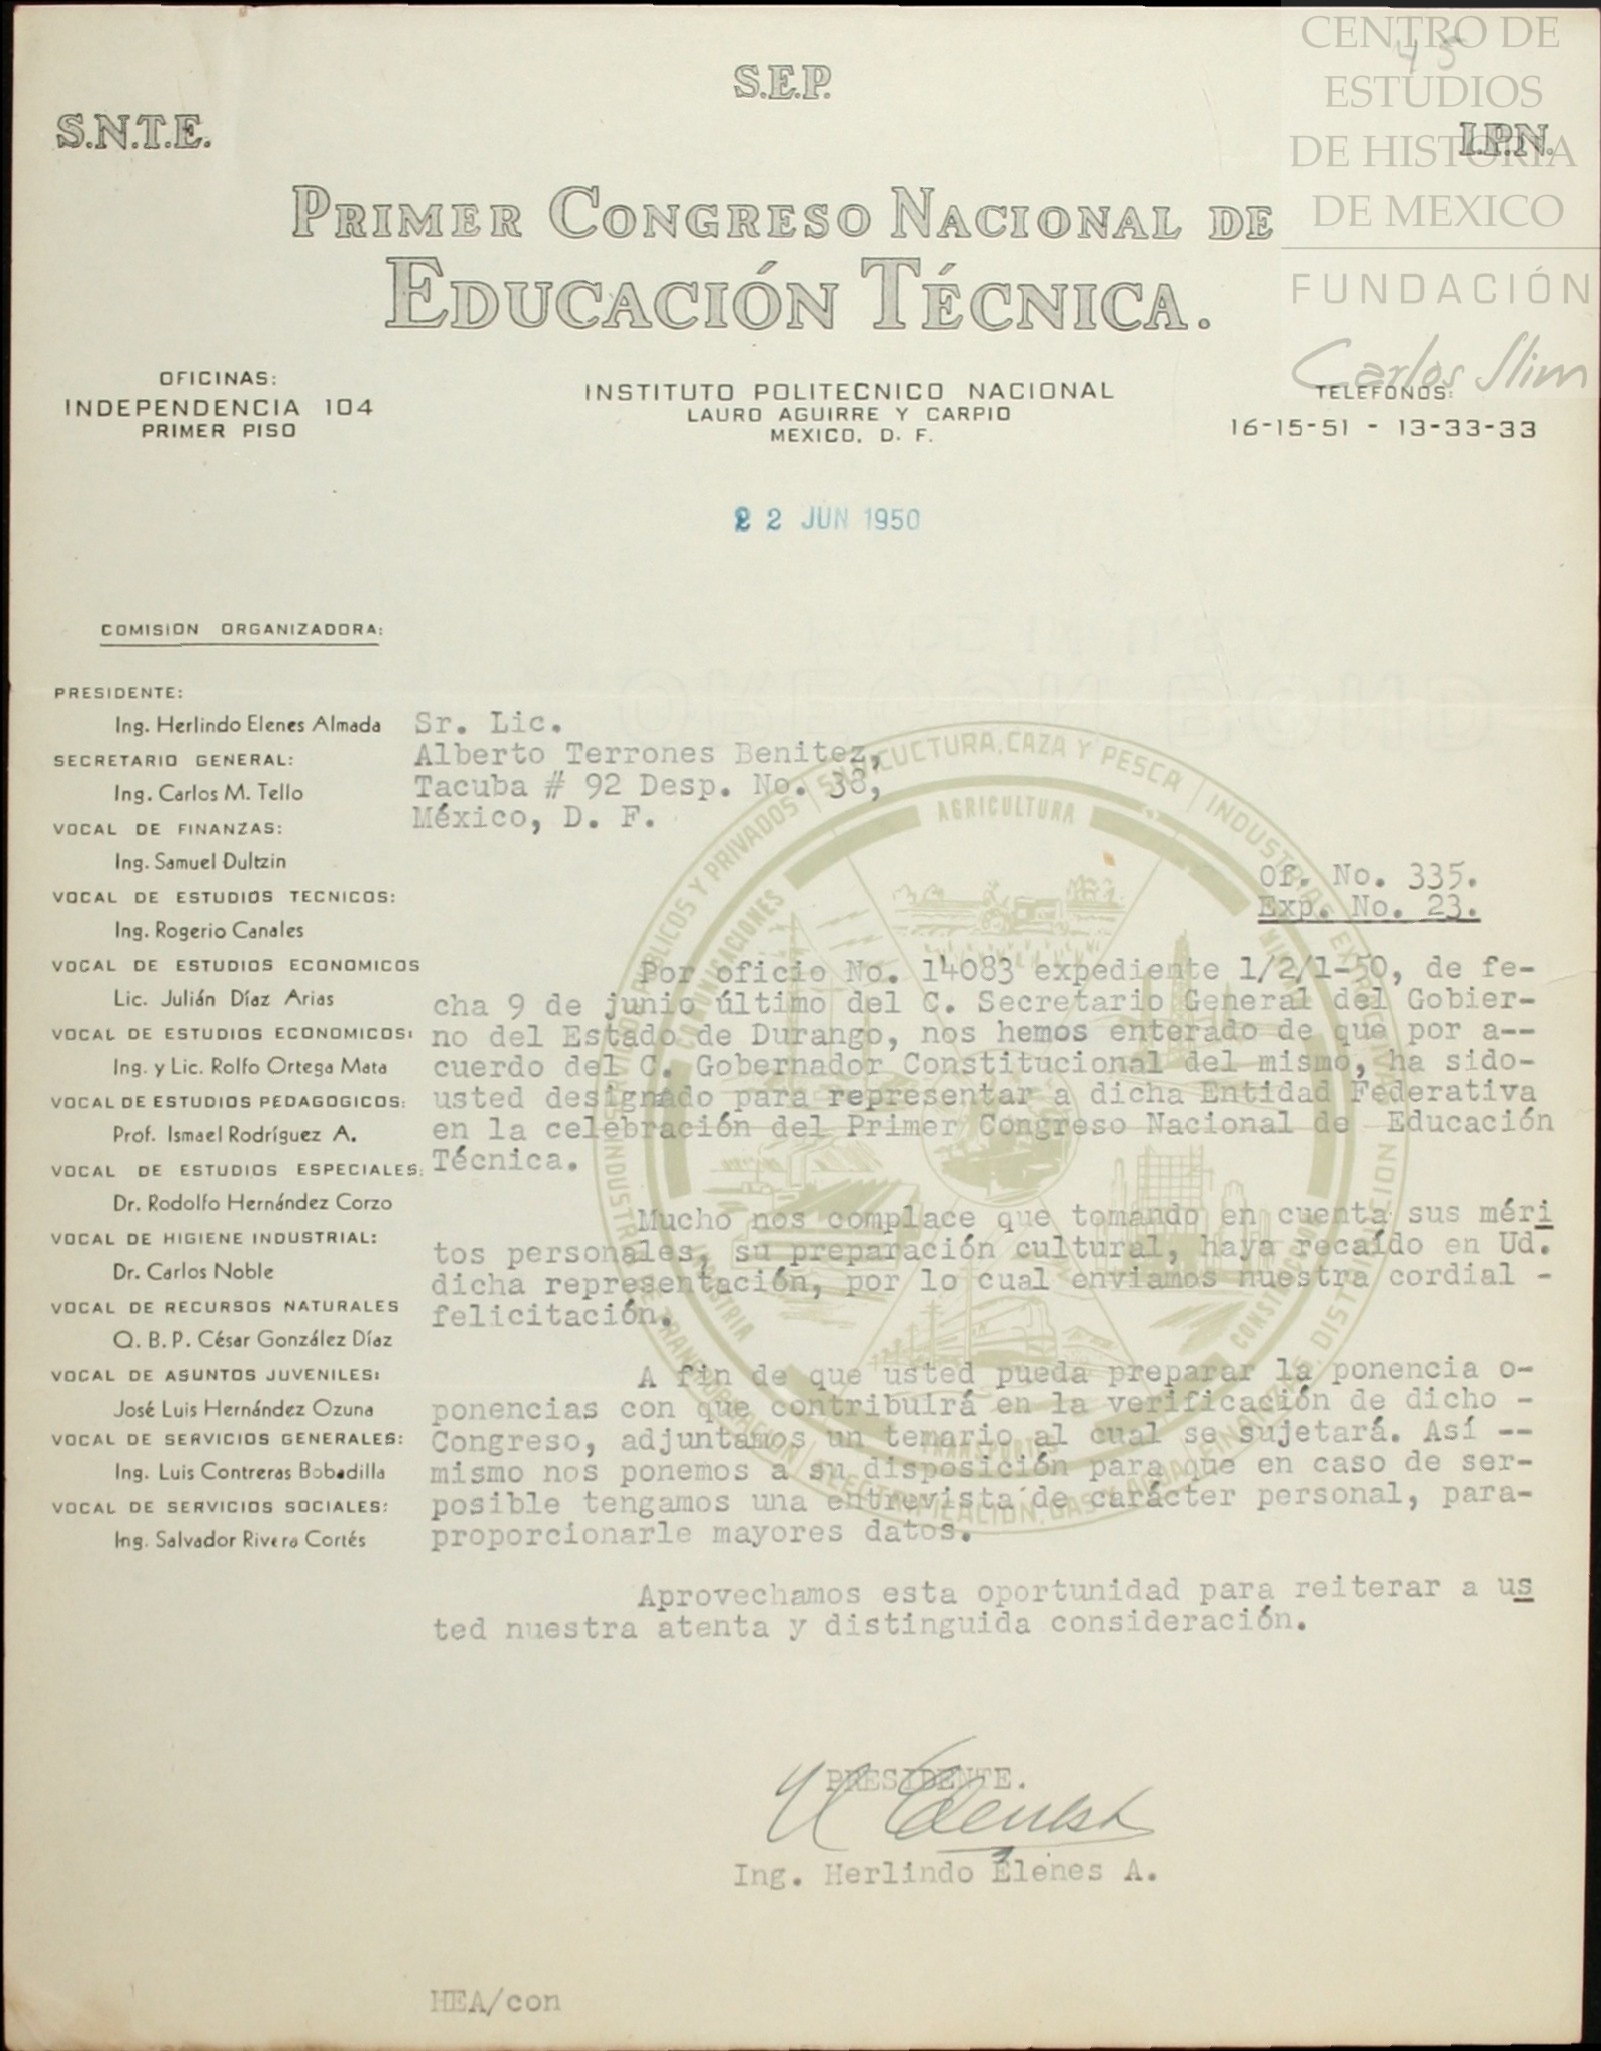 CENTRO DE
ESTUDIOS
DE HISTORIA
DE MEXICO
FUNDACIÓN
Carlos Slim
45
S.E.P.
S.N.T.E.
I.P.N.
PRIMER CONGRESO NACIONAL DE
EDUCACIÓN TÉCNICA.
OFICINAS:
INDEPENDENCIA 104
PRIMER PISO
INSTITUTO POLITECNICO NACIONAL
LAURO AGUIRRE Y CARPIO
MEXICO, D. F.
TELEFONOS:
16-15-51 - 13-33-33
22 JUN 1950
COMISION ORGANIZADORA:
PRESIDENTE:
Ing. Herlindo Elenes Almada
SECRETARIO GENERAL:
Ing. Carlos M. Tello
VOCAL DE FINANZAS:
Ing. Samuel Dultzin
VOCAL DE ESTUDIOS TECNICOS:
Ing. Rogerio Canales
VOCAL DE ESTUDIOS ECONOMICOS
Lic. Julián Díaz Arias
VOCAL DE ESTUDIOS ECONOMICOS:
Ing. y Lic. Rolfo Ortega Mata
VOCAL DE ESTUDIOS PEDAGOGICOS:
Prof. Ismael Rodríguez A.
VOCAL DE ESTUDIOS ESPECIALES:
Dr. Rodolfo Hernández Corzo
VOCAL DE HIGIENE INDUSTRIAL:
Dr. Carlos Noble
VOCAL DE RECURSOS NATURALES
Q. B. P. César González Díaz
VOCAL DE ASUNTOS JUVENILES:
José Luis Hernández Ozuna
VOCAL DE SERVICIOS GENERALES:
Ing. Luis Contreras Bobadilla
VOCAL DE SERVICIOS SOCIALES:
Ing. Salvador Rivera Cortés
Sr. Lic.
Alberto Terrones Benitez,
Tacuba # 92 Desp. No. 38,
México, D. F.
Of. No. 335.
Exp. No. 23.
Por oficio No. 14083 expediente 1/2/1-50, de fe-
cha 9 de junio último del C. Secretario General del Gobier-
no del Estado de Durango, nos hemos enterado de que por a--
cuerdo del C. Gobernador Constitucional del mismo, ha sido-
usted designado para representar a dicha Entidad Federativa
en la celebración del Primer Congreso Nacional de Educación
Técnica.
Mucho nos complace que tomando en cuenta sus méri
tos personales, su preparación cultural, haya recaído en Ud.
dicha representación, por lo cual enviamos nuestra cordial -
felicitación.
A fin de que usted pueda preparar la ponencia o-
ponencias con que contribuirá en la verificación de dicho -
Congreso, adjuntamos un temario al cual se sujetará. Así --
mismo nos ponemos a su disposición para que en caso de ser-
posible tengamos una entrevista de carácter personal, para-
proporcionarle mayores datos.
Aprovechamos esta oportunidad para reiterar a us
ted nuestra atenta y distinguida consideración.
PRESIDENTE.
H Elenes A
Ing. Herlindo Elenes A.
HEA/con
AGRICULTURA
COMUNICACIONES
INDUSTRIA